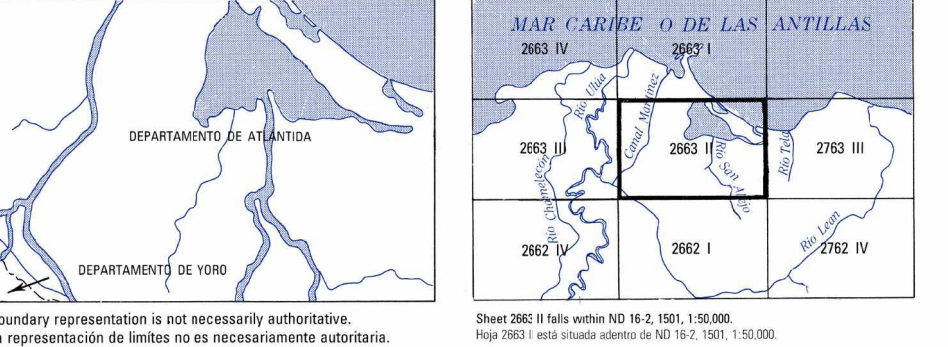 DEPARTAMENTO DE ATLÁNTIDA
DEPARTAMENTO DE YORO
oundary representation is not necessarily authoritative.
representación de limítes no es necesariamente autoritaria.
MAR CARIBE O DE LAS ANTILLAS
2663 IV
2663 I
Río Ulúa
Canal Martínez
2663 III
2663 II
2763 III
Río Tela
Río San Alejo
Río Chamelecón
2662 IV
2662 I
2762 IV
Río Lean
Sheet 2663 II falls within ND 16-2, 1501, 1:50,000.
Hoja 2663 II está situada adentro de ND 16-2, 1501, 1:50,000.